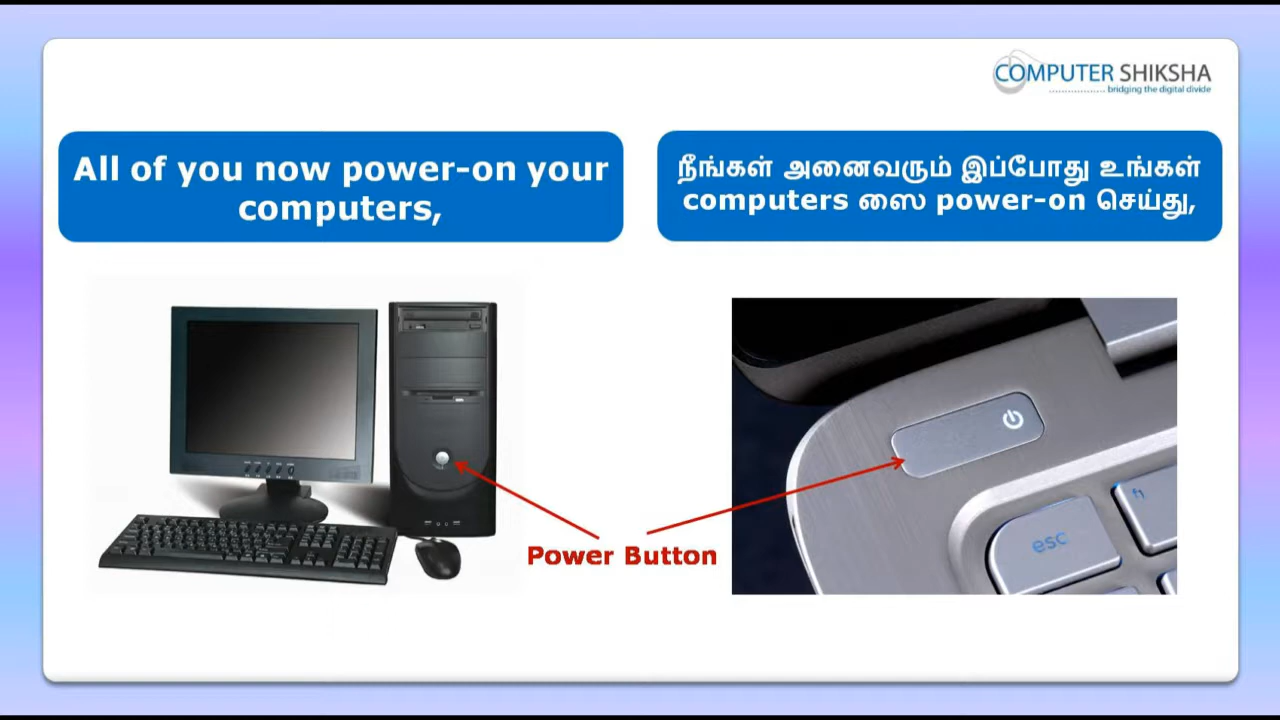 COMPUTER SHIKSHA
bridging the digital divide
All of you now power-on your
computers,
நீங்கள் அனைவரும் இப்போது உங்கள்
computers ஸை power-on செய்து,
Power Button
esc
f1